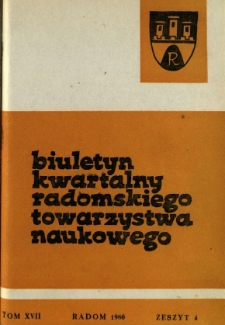 R
biuletyn
kwartalny
radomskiego
towarzystwa
naukowego
TOM XVII RADOM 1980 ZESZYT 4